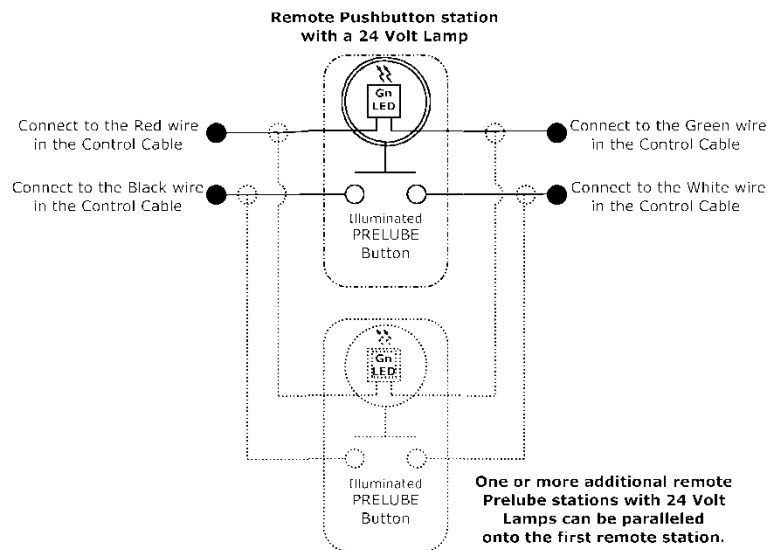 Remote Pushbutton station
with a 24 Volt Lamp
Gn
LED
Connect to the Red wire
in the Control Cable
Connect to the Green wire
in the Control Cable
Connect to the Black wire
in the Control Cable
Connect to the White wire
in the Control Cable
Illuminated
PRELUBE
Button
Gn
LED
Illuminated
PRELUBE
Button
One or more additional remote
Prelube stations with 24 Volt
Lamps can be paralleled
onto the first remote station.